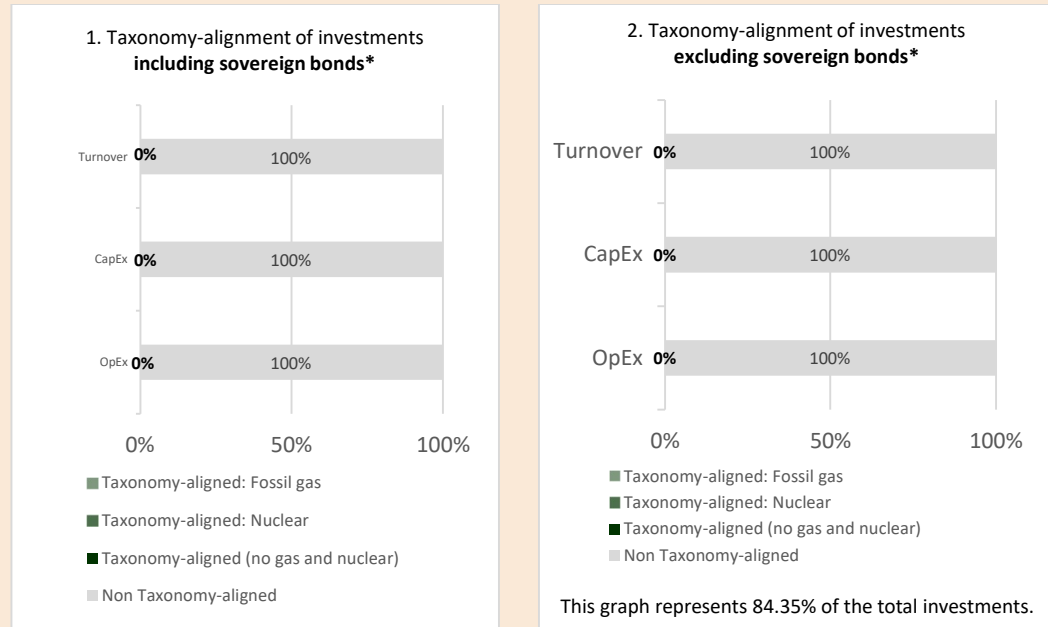 1. Taxonomy-alignment of investments
including sovereign bonds*
Turnover 0% 100%
CapEx 0% 100%
OpEx 0% 100%
0% 50% 100%
Taxonomy-aligned: Fossil gas
Taxonomy-aligned: Nuclear
Taxonomy-aligned (no gas and nuclear)
Non Taxonomy-aligned
2. Taxonomy-alignment of investments
excluding sovereign bonds*
Turnover 0% 100%
CapEx 0% 100%
OpEx 0% 100%
0% 50% 100%
Taxonomy-aligned: Fossil gas
Taxonomy-aligned: Nuclear
Taxonomy-aligned (no gas and nuclear)
Non Taxonomy-aligned
This graph represents 84.35% of the total investments.